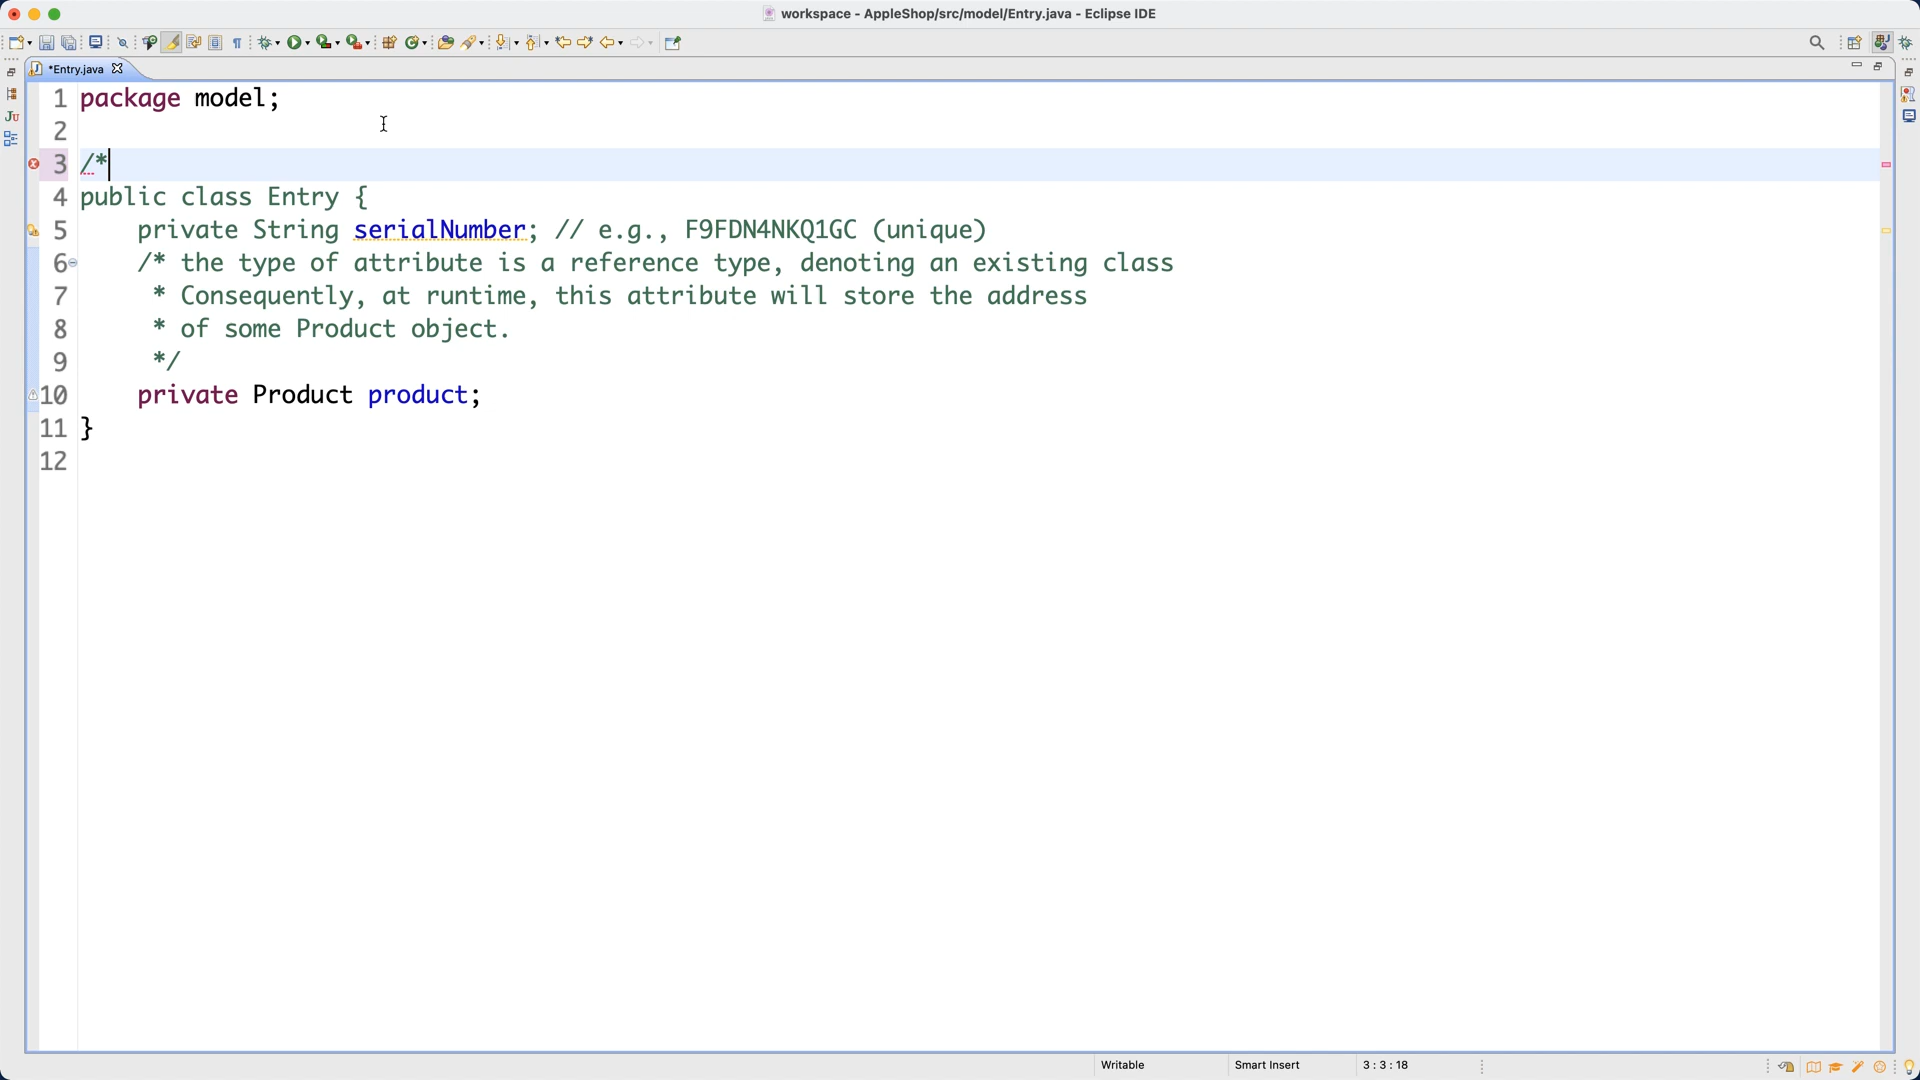 workspace - AppleShop/src/model/Entry.java - Eclipse IDE
*Entry.java
1 package model;
2
3 /*
4 public class Entry {
5 private String serialNumber; // e.g., F9FDN4NKQ1GC (unique)
6 /* the type of attribute is a reference type, denoting an existing class
7 * Consequently, at runtime, this attribute will store the address
8 * of some Product object.
9 */
10 private Product product;
11 }
12
Writable Smart Insert 3 : 3 : 18